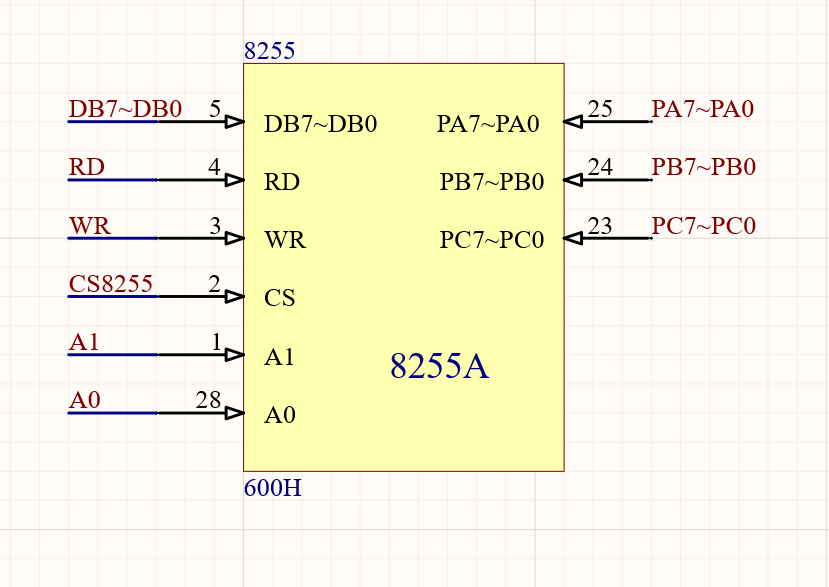 8255
DB7~DB0 5 DB7~DB0 PA7~PA0 25 PA7~PA0
RD 4 RD PB7~PB0 24 PB7~PB0
WR 3 WR PC7~PC0 23 PC7~PC0
CS8255 2 CS
A1 1 A1 8255A
A0 28 A0
600H